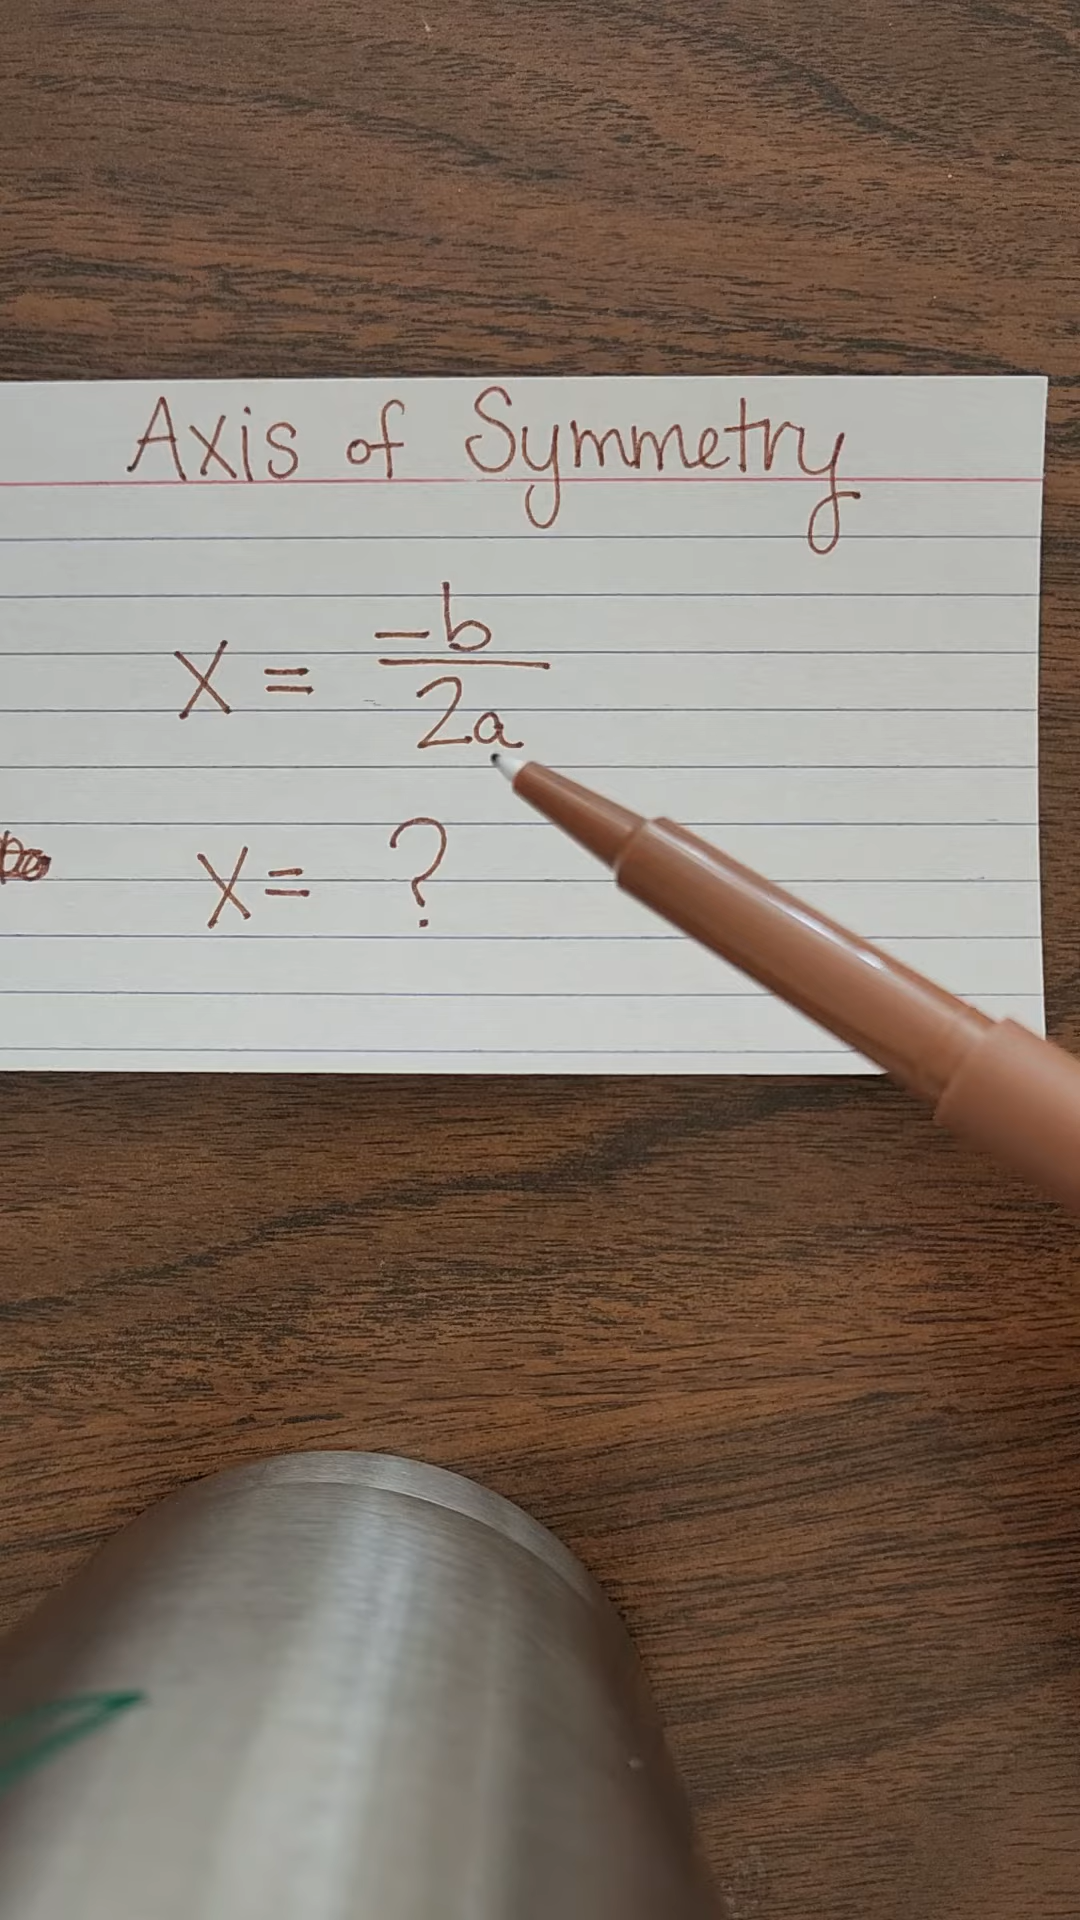 Axis of Symmetry
x = -b/2a
x = ?